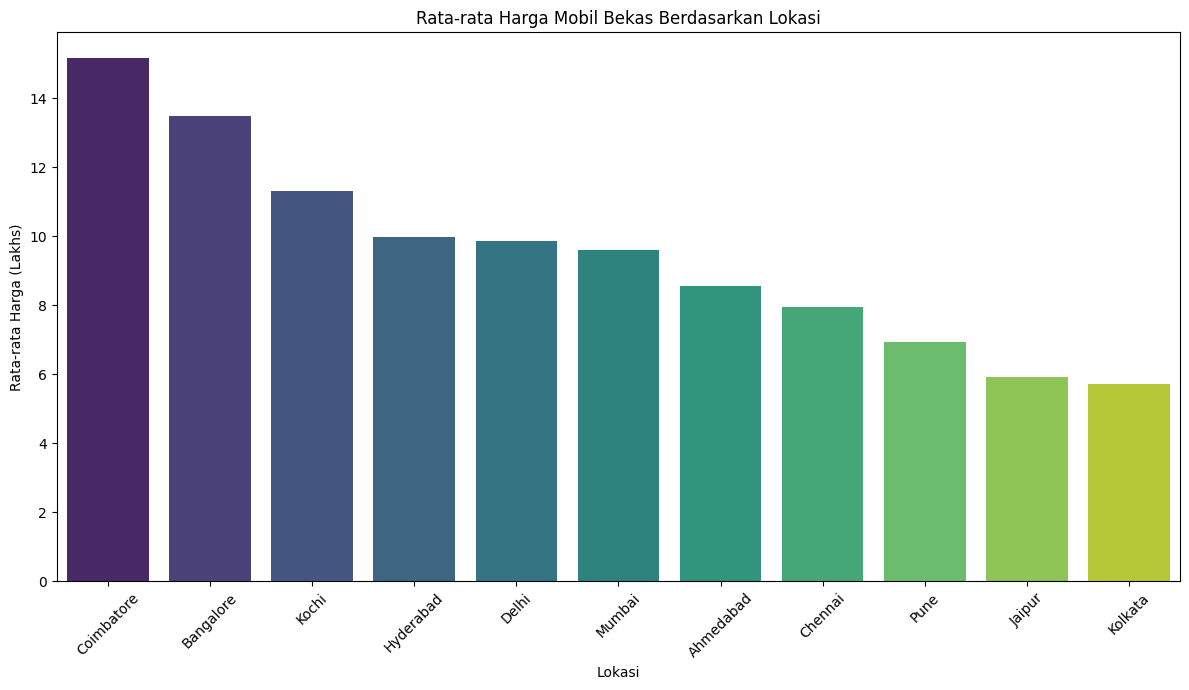 Rata-rata Harga Mobil Bekas Berdasarkan Lokasi
Rata-rata Harga (Lakhs)
14
12
10
8
6
4
2
0
Coimbatore
Bangalore
Kochi
Hyderabad
Delhi
Mumbai
Ahmedabad
Chennai
Pune
Jaipur
Kolkata
Lokasi